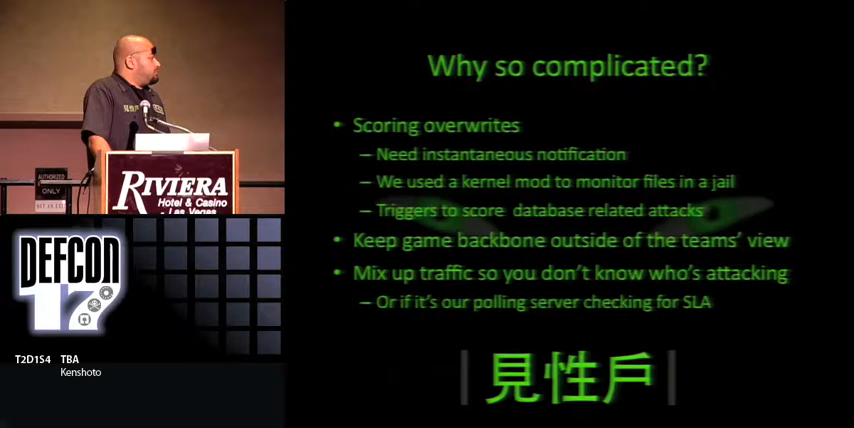 Why so complicated?
• Scoring overwrites
– Need instantaneous notification
– We used a kernel mod to monitor files in a jail
– Triggers to score database related attacks
• Keep game backbone outside of the teams' view
• Mix up traffic so you don't know who's attacking
– Or if it's our polling server checking for SLA
|見性戶|
AUTHORIZED
ONLY
RIVIERA
Hotel & Casino
Las Vegas
DEFCON
17
T2D1S4 TBA
Kenshoto